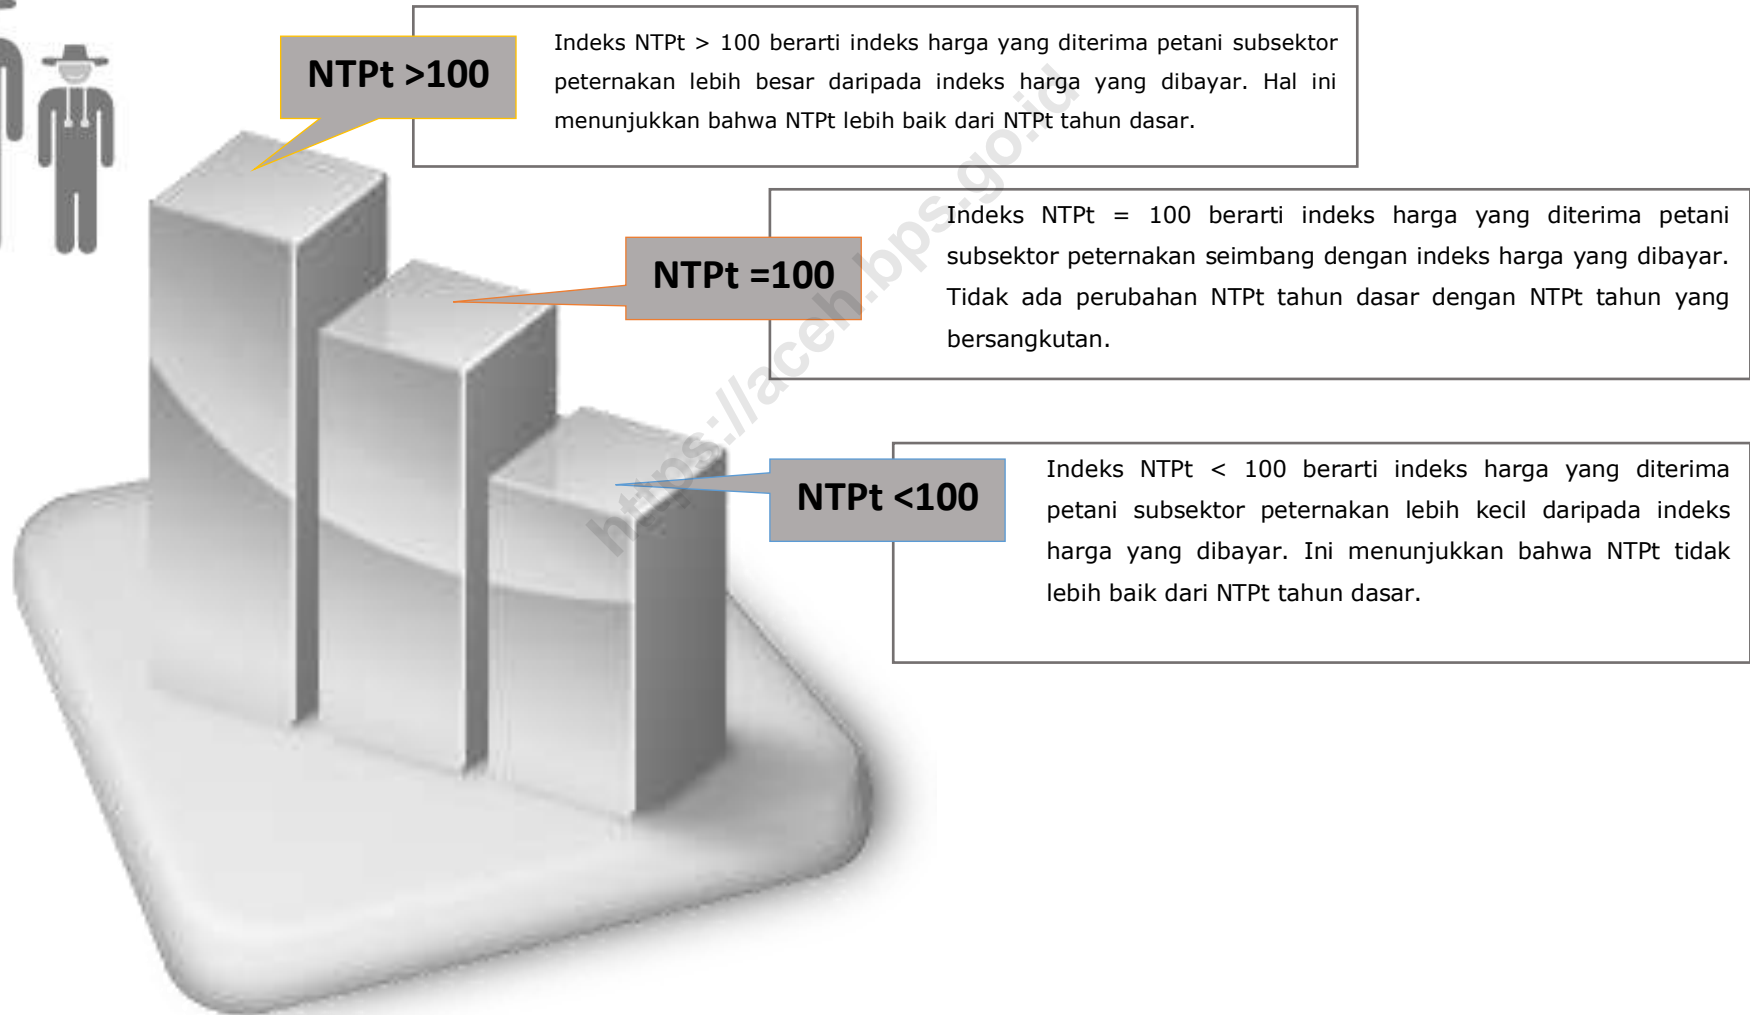 NTPt >100
Indeks NTPt > 100 berarti indeks harga yang diterima petani subsektor
peternakan lebih besar daripada indeks harga yang dibayar. Hal ini
menunjukkan bahwa NTPt lebih baik dari NTPt tahun dasar.
NTPt =100
Indeks NTPt = 100 berarti indeks harga yang diterima petani
subsektor peternakan seimbang dengan indeks harga yang dibayar.
Tidak ada perubahan NTPt tahun dasar dengan NTPt tahun yang
bersangkutan.
NTPt <100
Indeks NTPt < 100 berarti indeks harga yang diterima
petani subsektor peternakan lebih kecil daripada indeks
harga yang dibayar. Ini menunjukkan bahwa NTPt tidak
lebih baik dari NTPt tahun dasar.
https://aceh.bps.go.id